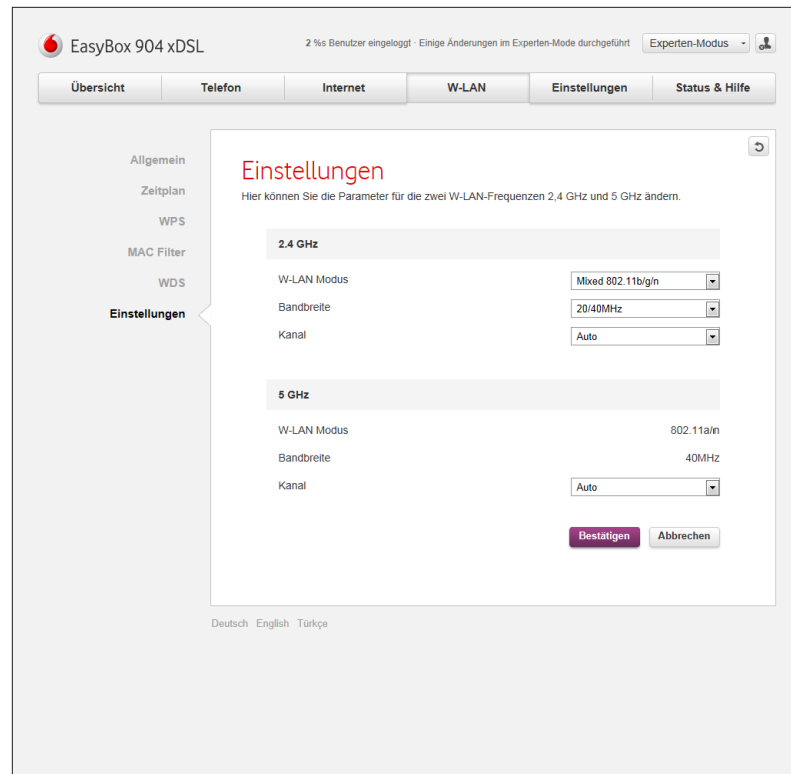 EasyBox 904 xDSL
2 %s Benutzer eingeloggt · Einige Änderungen im Experten-Mode durchgeführt
Experten-Modus
Übersicht Telefon Internet W-LAN Einstellungen Status & Hilfe
Allgemein
Zeitplan
WPS
MAC Filter
WDS
Einstellungen
Einstellungen
Hier können Sie die Parameter für die zwei W-LAN-Frequenzen 2,4 GHz und 5 GHz ändern.
2.4 GHz
W-LAN Modus Mixed 802.11b/g/n
Bandbreite 20/40MHz
Kanal Auto
5 GHz
W-LAN Modus 802.11a/n
Bandbreite 40MHz
Kanal Auto
Bestätigen Abbrechen
Deutsch English Türkçe